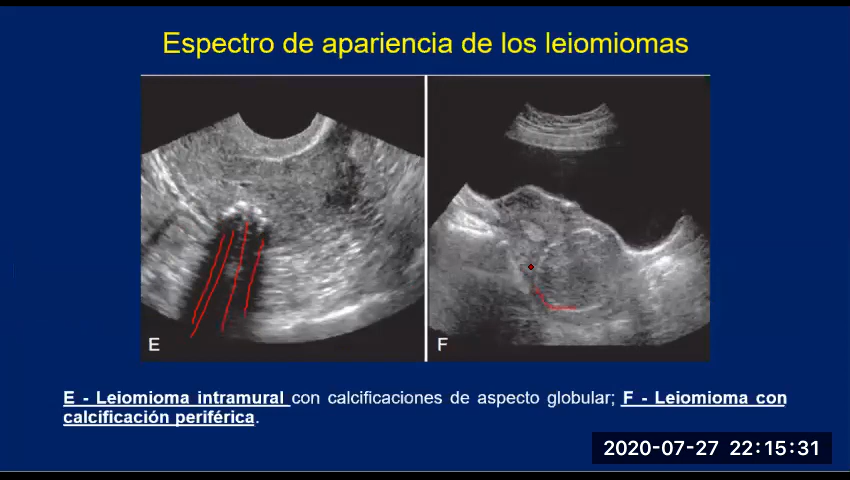 Espectro de apariencia de los leiomiomas
E
F
E - Leiomioma intramural con calcificaciones de aspecto globular; F - Leiomioma con
calcificación periférica.
2020-07-27 22:15:31